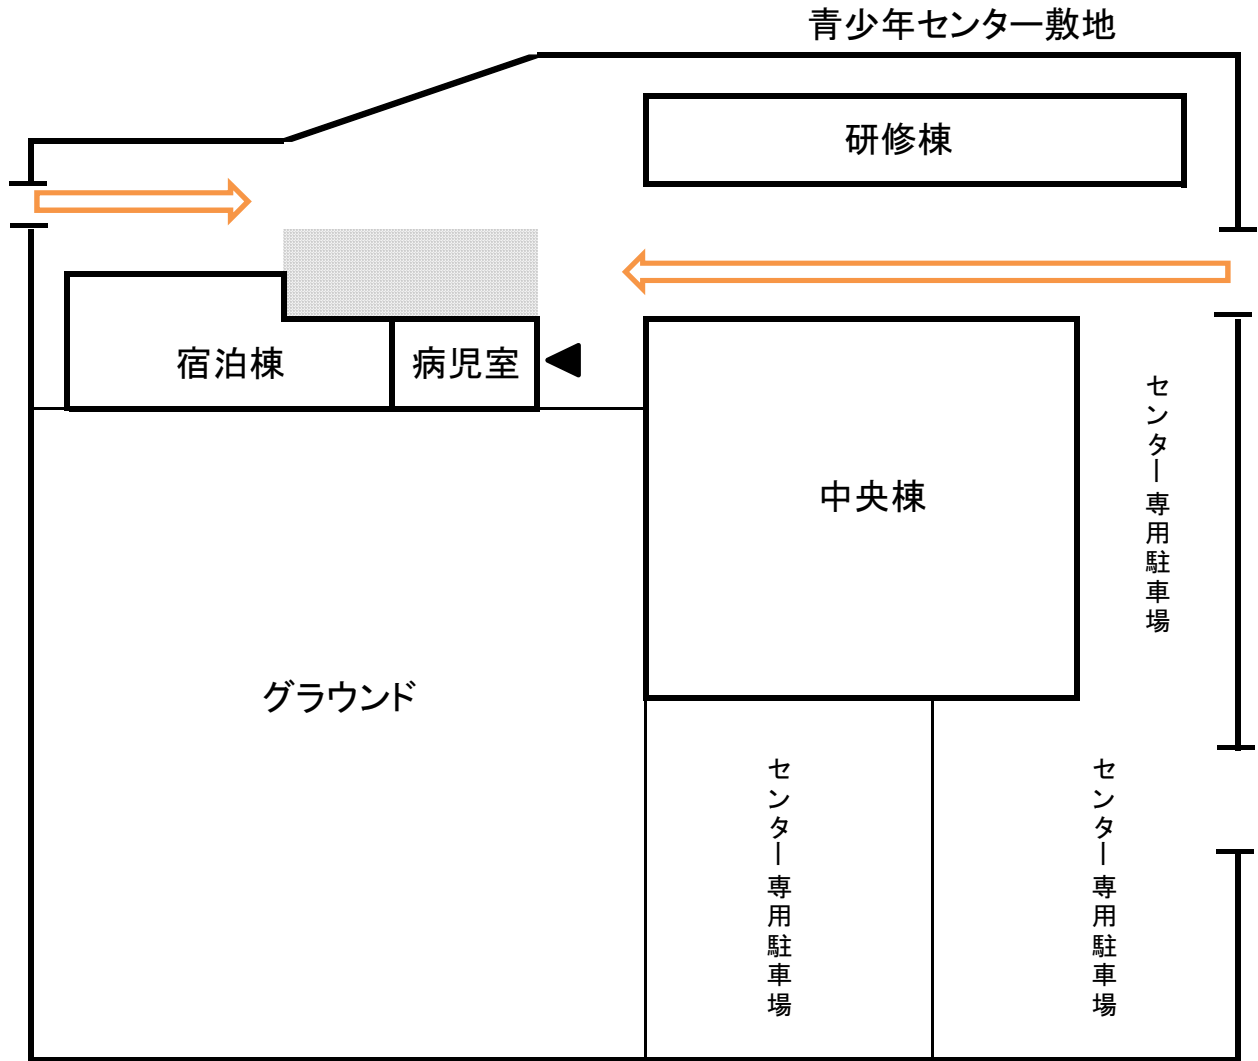 青少年センター敷地
研修棟
宿泊棟
病児室
センター専用駐車場
中央棟
グラウンド
センター専用駐車場
センター専用駐車場